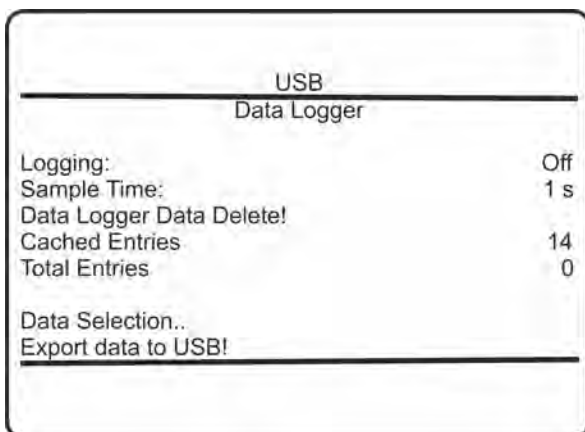 USB
Data Logger
Logging: Off
Sample Time: 1 s
Data Logger Data Delete!
Cached Entries 14
Total Entries 0
Data Selection..
Export data to USB!